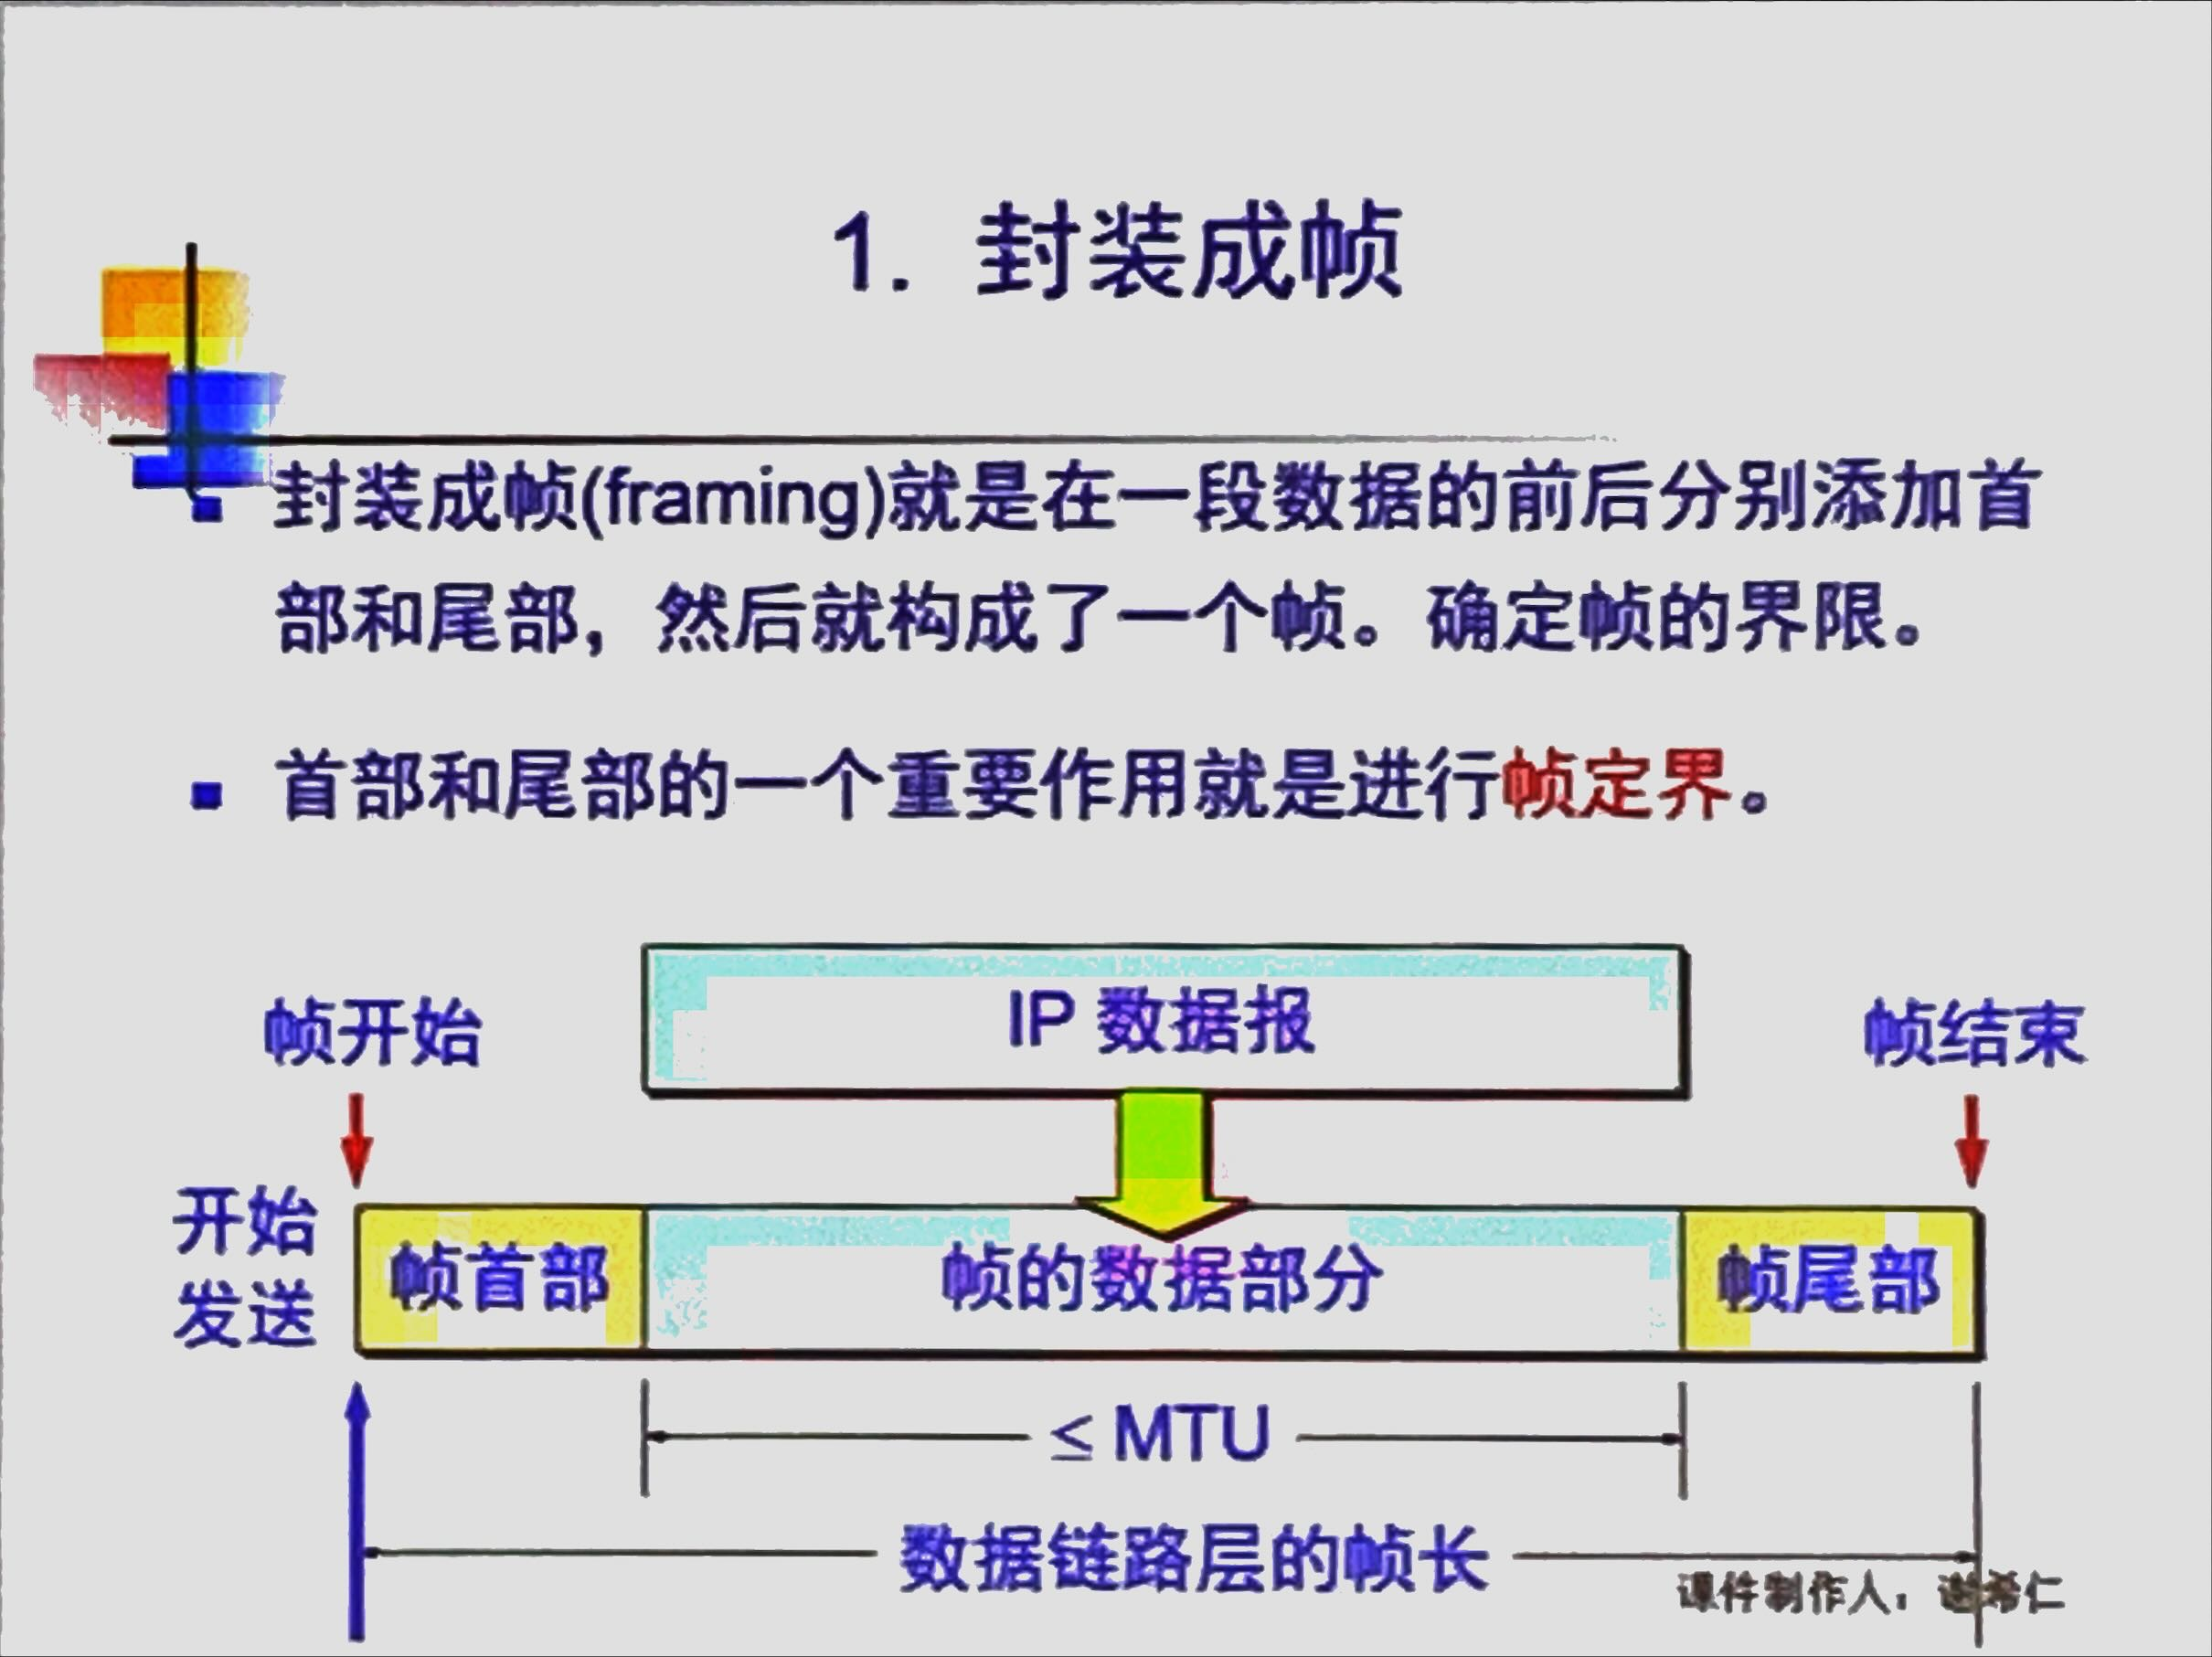 1. 封装成帧
封装成帧(framing)就是在一段数据的前后分别添加首
部和尾部，然后就构成了一个帧。确定帧的界限。
首部和尾部的一个重要作用就是进行帧定界。
IP 数据报
帧开始
帧结束
开始
发送
帧首部
帧的数据部分
帧尾部
≤ MTU
数据链路层的帧长
课件制作人：谢希仁